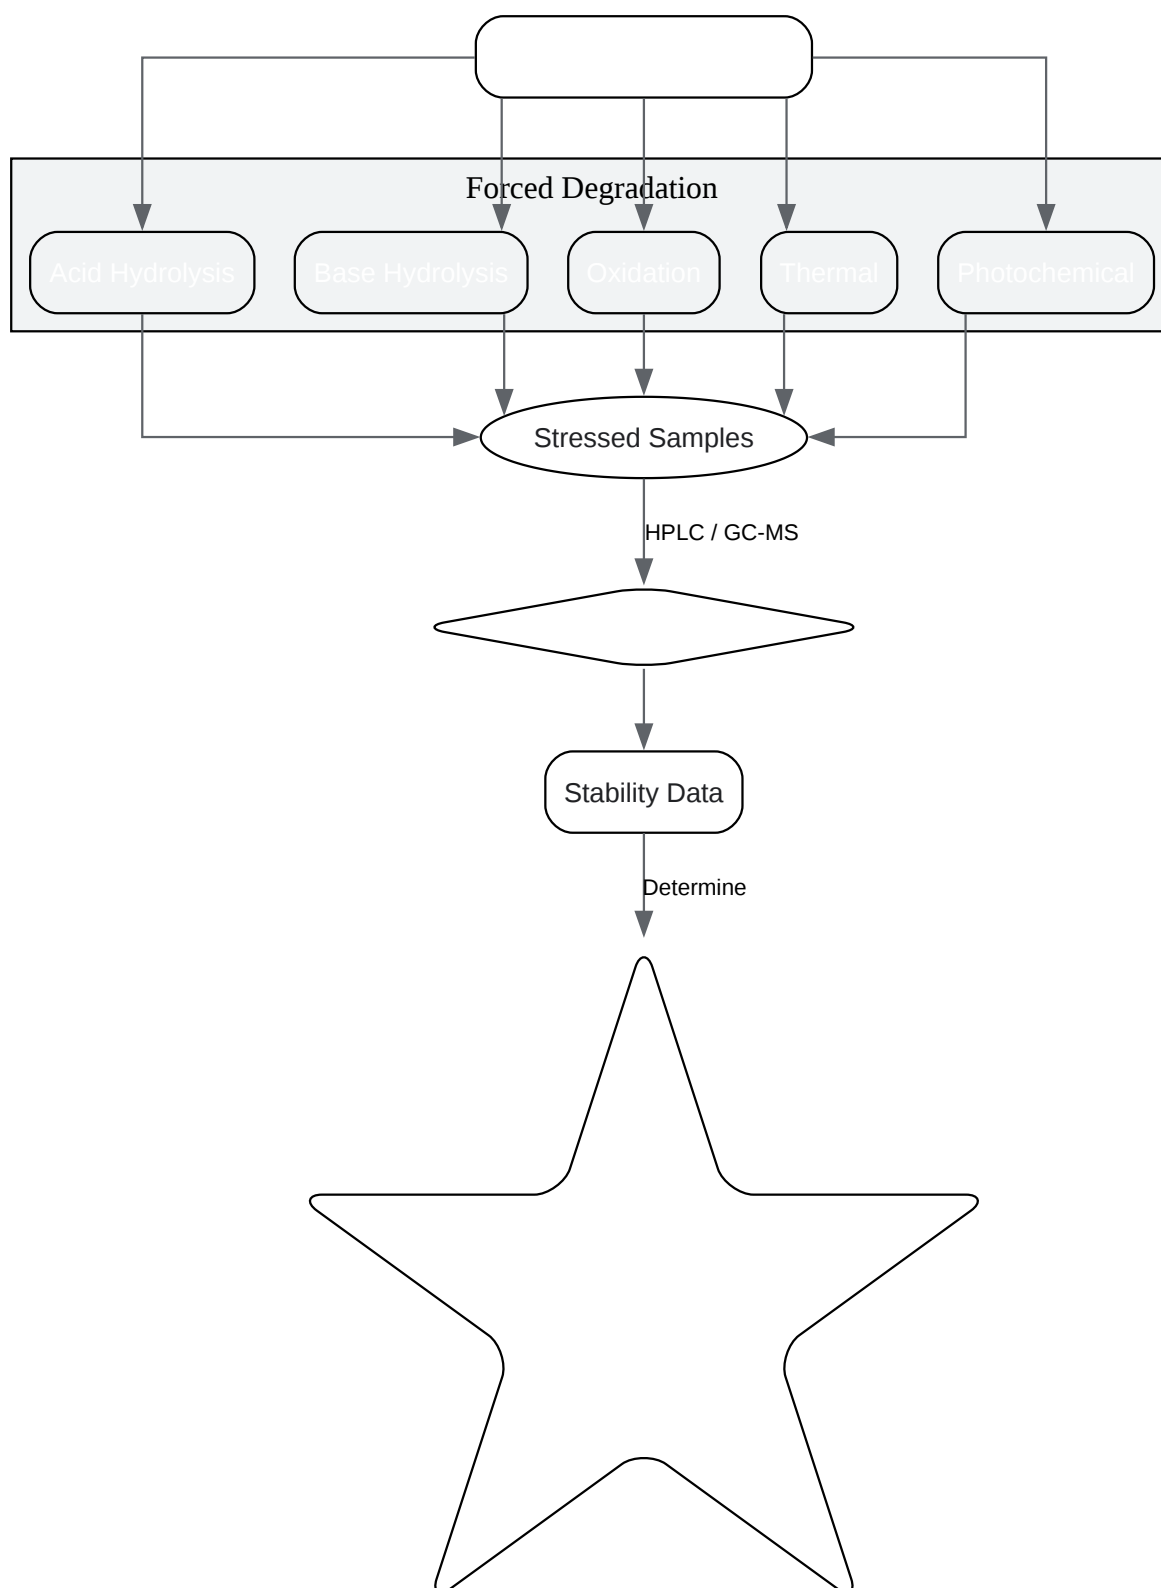 Forced Degradation
Acid Hydrolysis
Base Hydrolysis
Oxidation
Thermal
Photochemical
Stressed Samples
HPLC / GC-MS
Stability Data
Determine